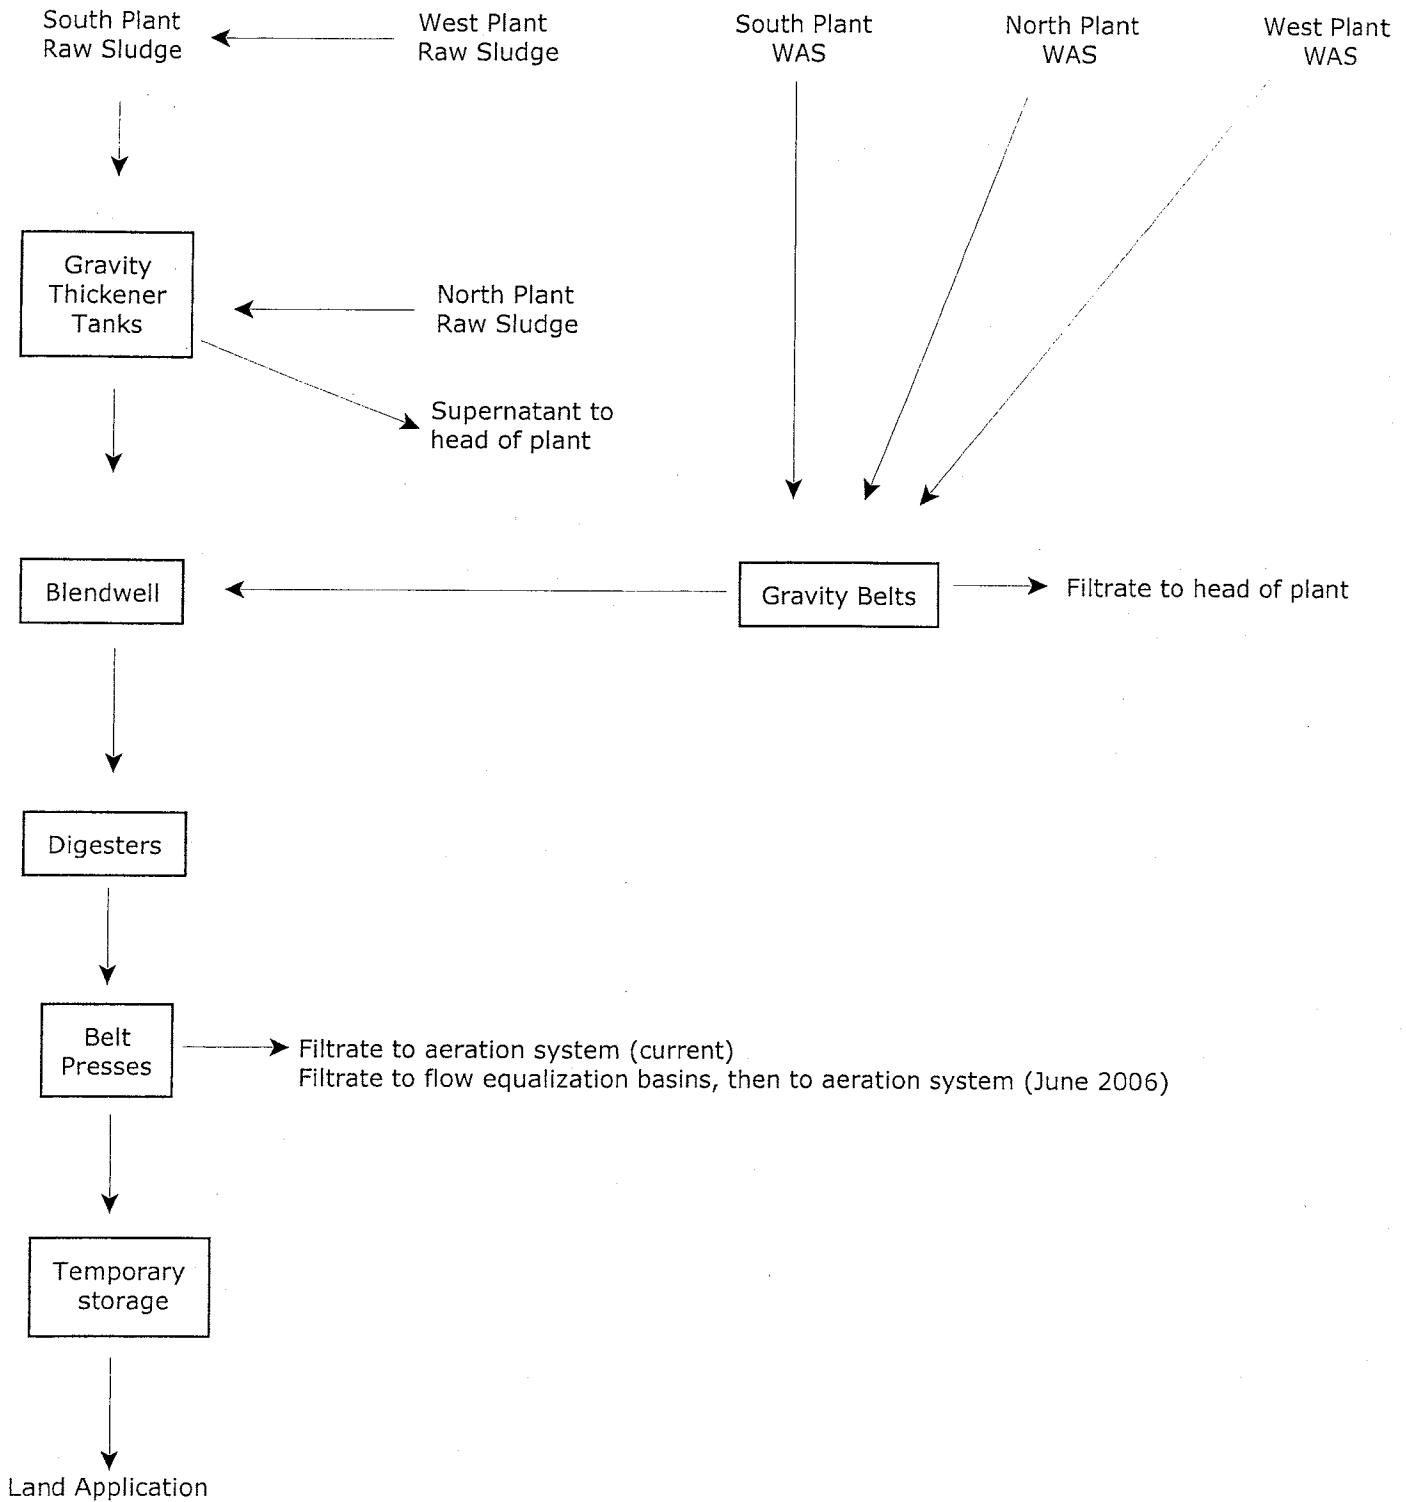 South Plant
Raw Sludge
West Plant
Raw Sludge
South Plant
WAS
North Plant
WAS
West Plant
WAS
Gravity
Thickener
Tanks
North Plant
Raw Sludge
Supernatant to
head of plant
Blendwell
Gravity Belts
Filtrate to head of plant
Digesters
Belt
Presses
Filtrate to aeration system (current)
Filtrate to flow equalization basins, then to aeration system (June 2006)
Temporary
storage
Land Application